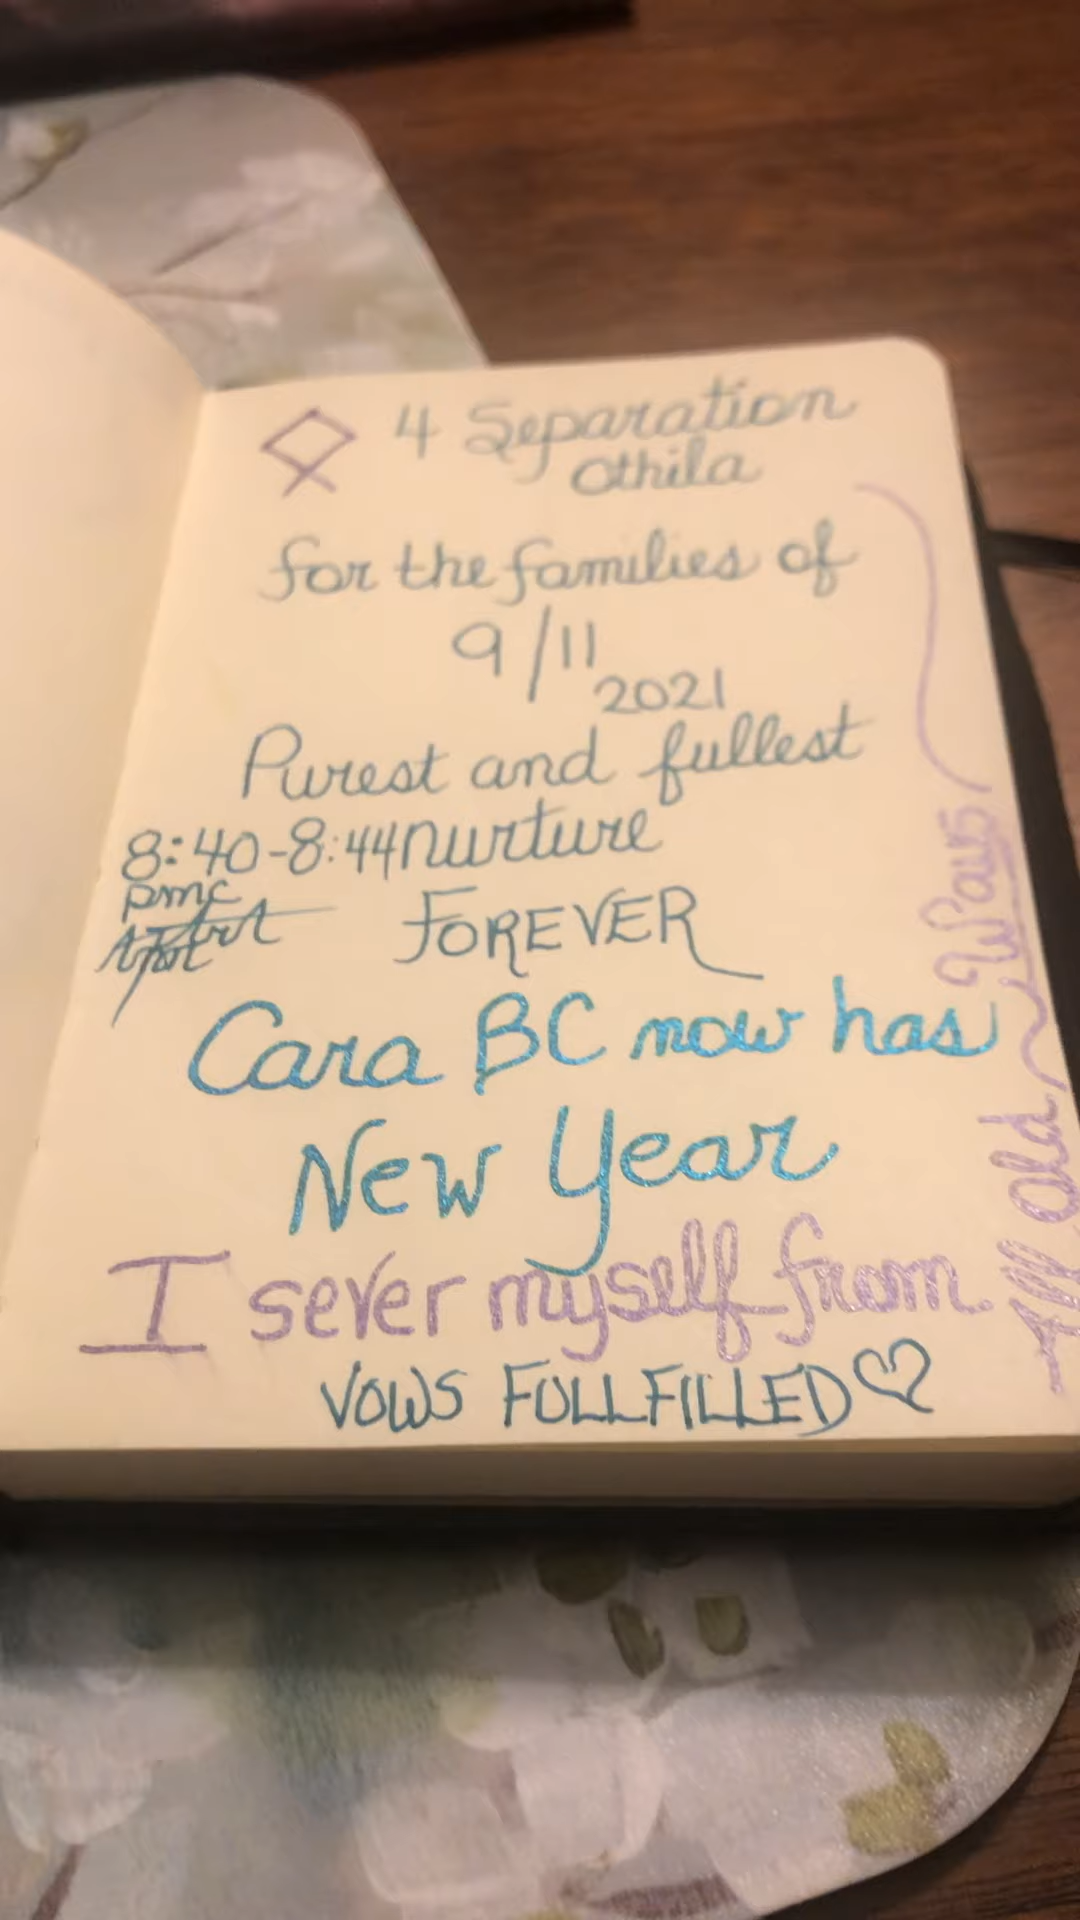 4 Separation
Othila
for the families of
9/11
2021
Purest and fullest
8:40-8:44 nurture
pmc
FOREVER
Cara BC now has
New Year
I sever myself from
All Old Ways
VOWS FULLFILLED